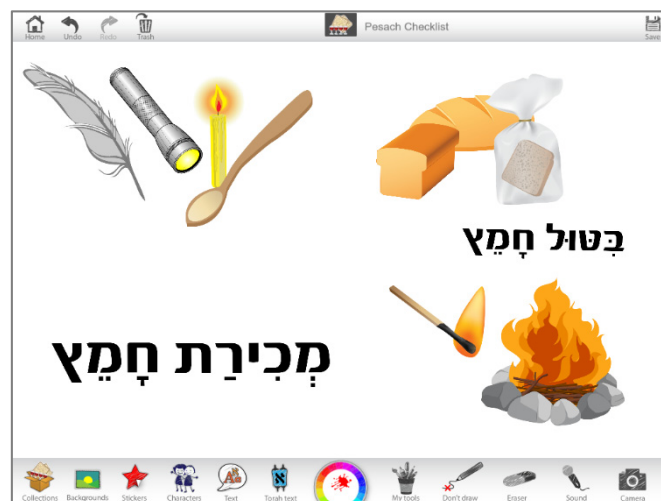 Home
Undo
Redo
Trash
Pesach Checklist
Save
בִּטּוּל חָמֵץ
מְכִירַת חָמֵץ
Collections
Backgrounds
Stickers
Characters
Text
Torah text
My tools
Don't draw
Eraser
Sound
Camera